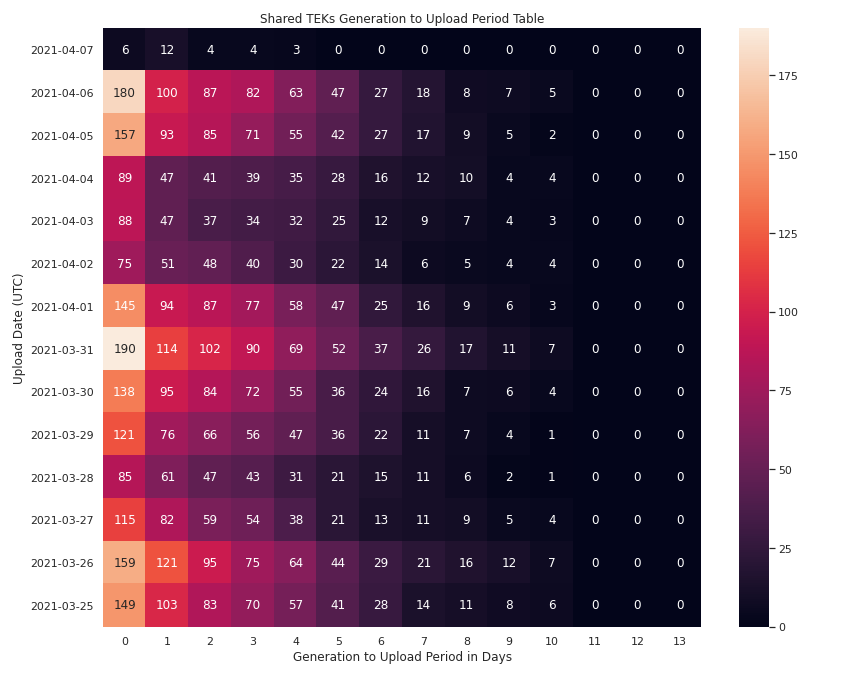 Shared TEKs Generation to Upload Period Table
Upload Date (UTC)
2021-04-07 6 12 4 4 3 0 0 0 0 0 0 0 0 0
2021-04-06 180 100 87 82 63 47 27 18 8 7 5 0 0 0
2021-04-05 157 93 85 71 55 42 27 17 9 5 2 0 0 0
2021-04-04 89 47 41 39 35 28 16 12 10 4 4 0 0 0
2021-04-03 88 47 37 34 32 25 12 9 7 4 3 0 0 0
2021-04-02 75 51 48 40 30 22 14 6 5 4 4 0 0 0
2021-04-01 145 94 87 77 58 47 25 16 9 6 3 0 0 0
2021-03-31 190 114 102 90 69 52 37 26 17 11 7 0 0 0
2021-03-30 138 95 84 72 55 36 24 16 7 6 4 0 0 0
2021-03-29 121 76 66 56 47 36 22 11 7 4 1 0 0 0
2021-03-28 85 61 47 43 31 21 15 11 6 2 1 0 0 0
2021-03-27 115 82 59 54 38 21 13 11 9 5 4 0 0 0
2021-03-26 159 121 95 75 64 44 29 21 16 12 7 0 0 0
2021-03-25 149 103 83 70 57 41 28 14 11 8 6 0 0 0
0 1 2 3 4 5 6 7 8 9 10 11 12 13
Generation to Upload Period in Days
175
150
125
100
75
50
25
0